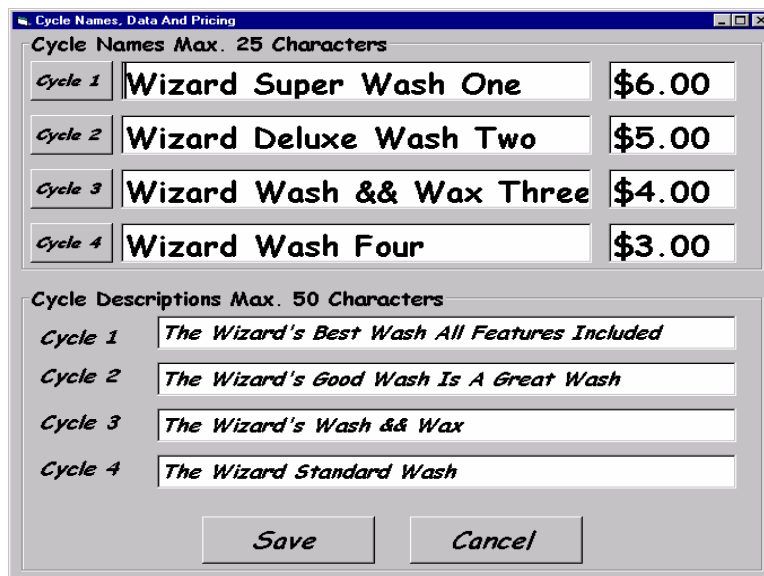 Cycle Names, Data And Pricing
Cycle Names Max. 25 Characters
Cycle 1 Wizard Super Wash One $6.00
Cycle 2 Wizard Deluxe Wash Two $5.00
Cycle 3 Wizard Wash && Wax Three $4.00
Cycle 4 Wizard Wash Four $3.00
Cycle Descriptions Max. 50 Characters
Cycle 1 The Wizard's Best Wash All Features Included
Cycle 2 The Wizard's Good Wash Is A Great Wash
Cycle 3 The Wizard's Wash && Wax
Cycle 4 The Wizard Standard Wash
Save Cancel